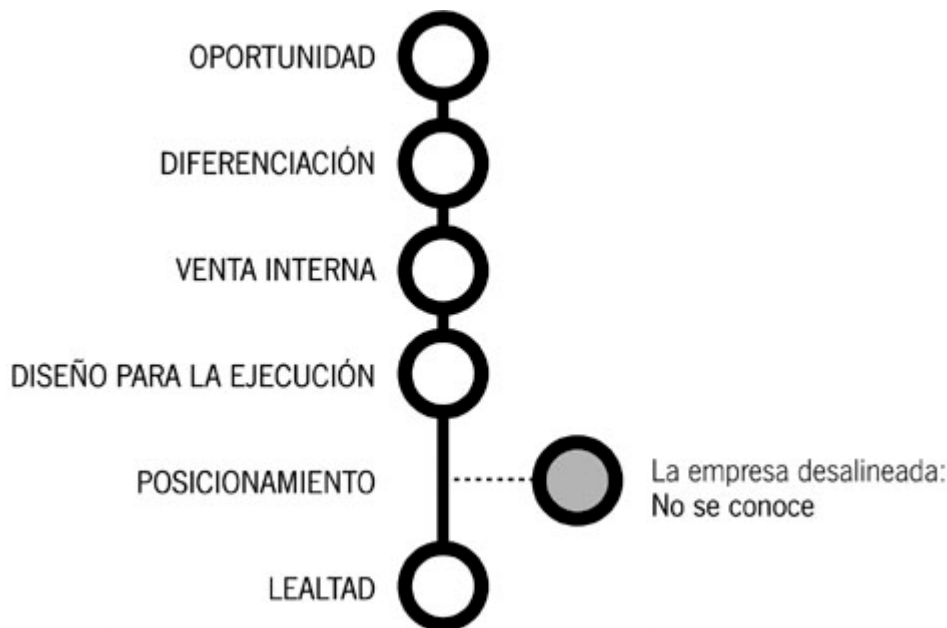 OPORTUNIDAD
DIFERENCIACIÓN
VENTA INTERNA
DISEÑO PARA LA EJECUCIÓN
POSICIONAMIENTO
La empresa desalineada:
No se conoce
LEALTAD